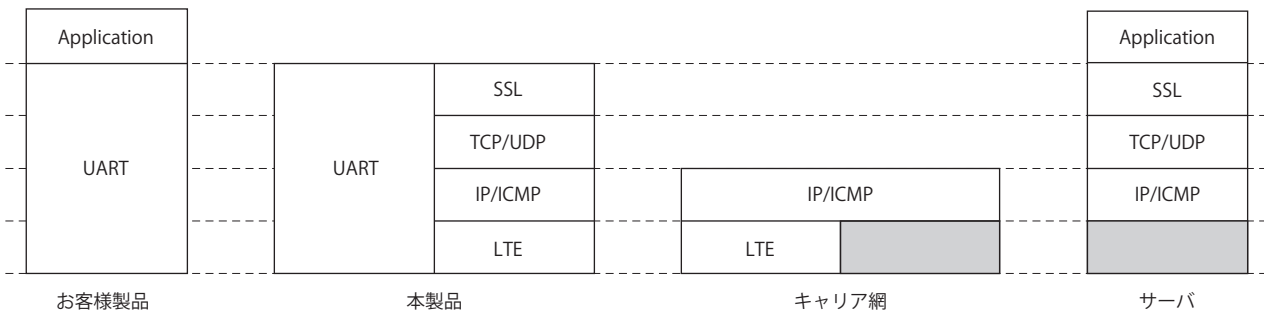 Application
Application
SSL
SSL
TCP/UDP
TCP/UDP
UART
UART
IP/ICMP
IP/ICMP
IP/ICMP
LTE
LTE
お客様製品
本製品
キャリア網
サーバ